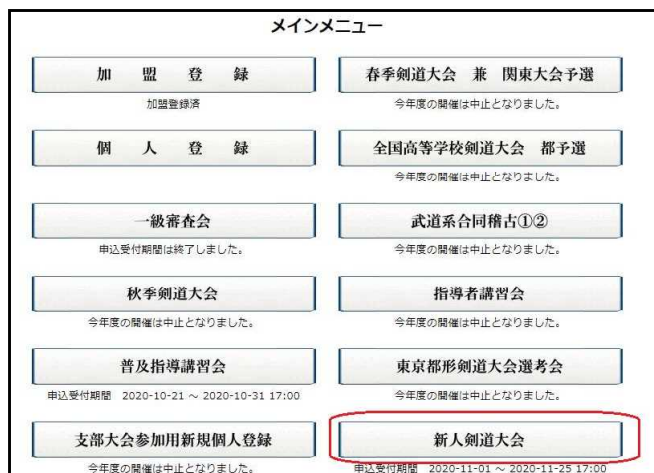 メインメニュー
加　盟　登　録
春季剣道大会　兼　関東大会予選
加盟登録済
今年度の開催は中止となりました。
個　人　登　録
全国高等学校剣道大会　都予選
今年度の開催は中止となりました。
一級審査会
武道系合同稽古①②
申込受付期間は終了しました。
今年度の開催は中止となりました。
秋季剣道大会
指導者講習会
今年度の開催は中止となりました。
今年度の開催は中止となりました。
普及指導講習会
東京都形剣道大会選考会
申込受付期間　2020-10-21 ～ 2020-10-31 17:00
今年度の開催は中止となりました。
支部大会参加用新規個人登録
新人剣道大会
今年度の開催は中止となりました。
申込受付期間　2020-11-01 ～ 2020-11-25 17:00